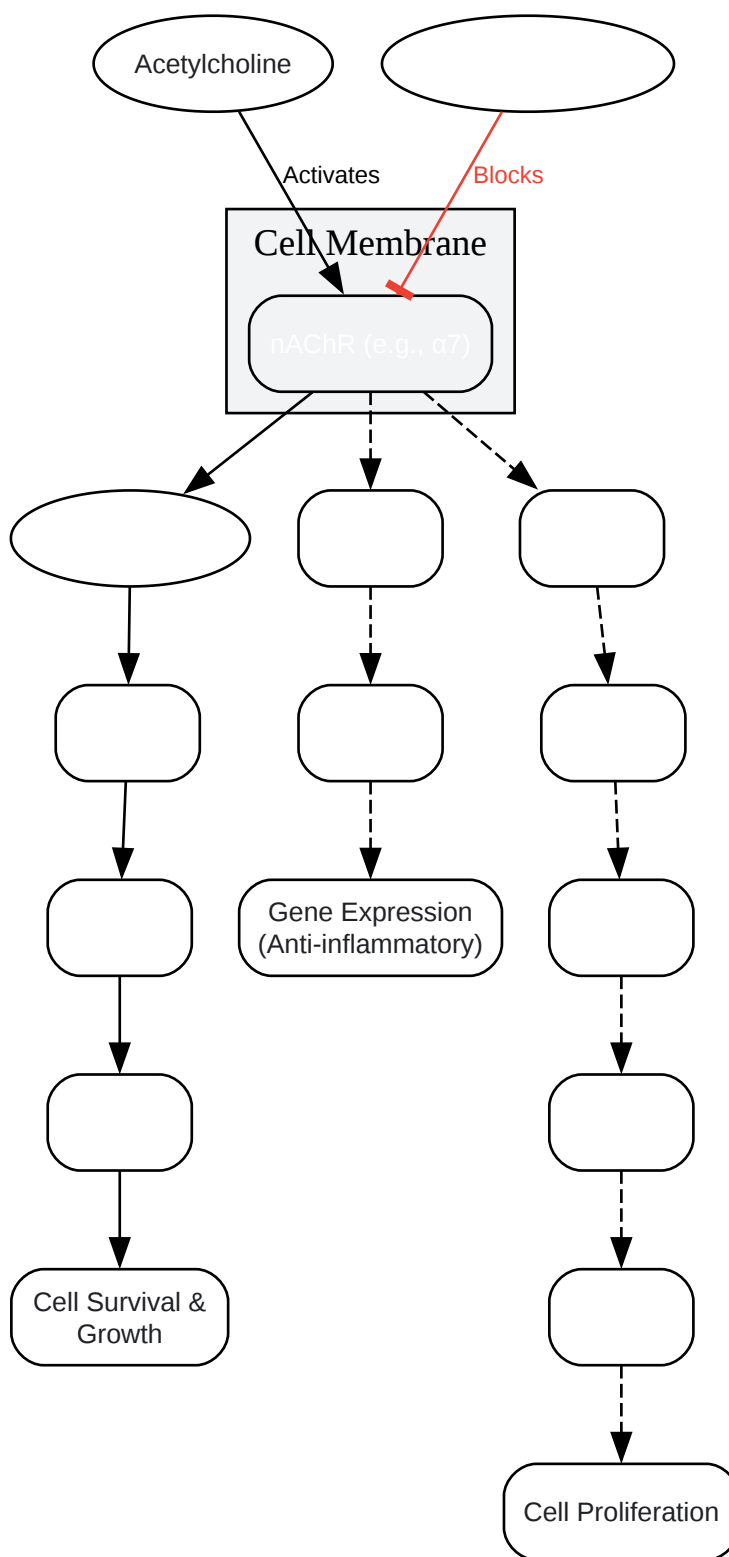 Acetylcholine
Activates
Blocks
Cell Membrane
nAChR (e.g., α7)
Gene Expression
(Anti-inflammatory)
Cell Survival &
Growth
Cell Proliferation